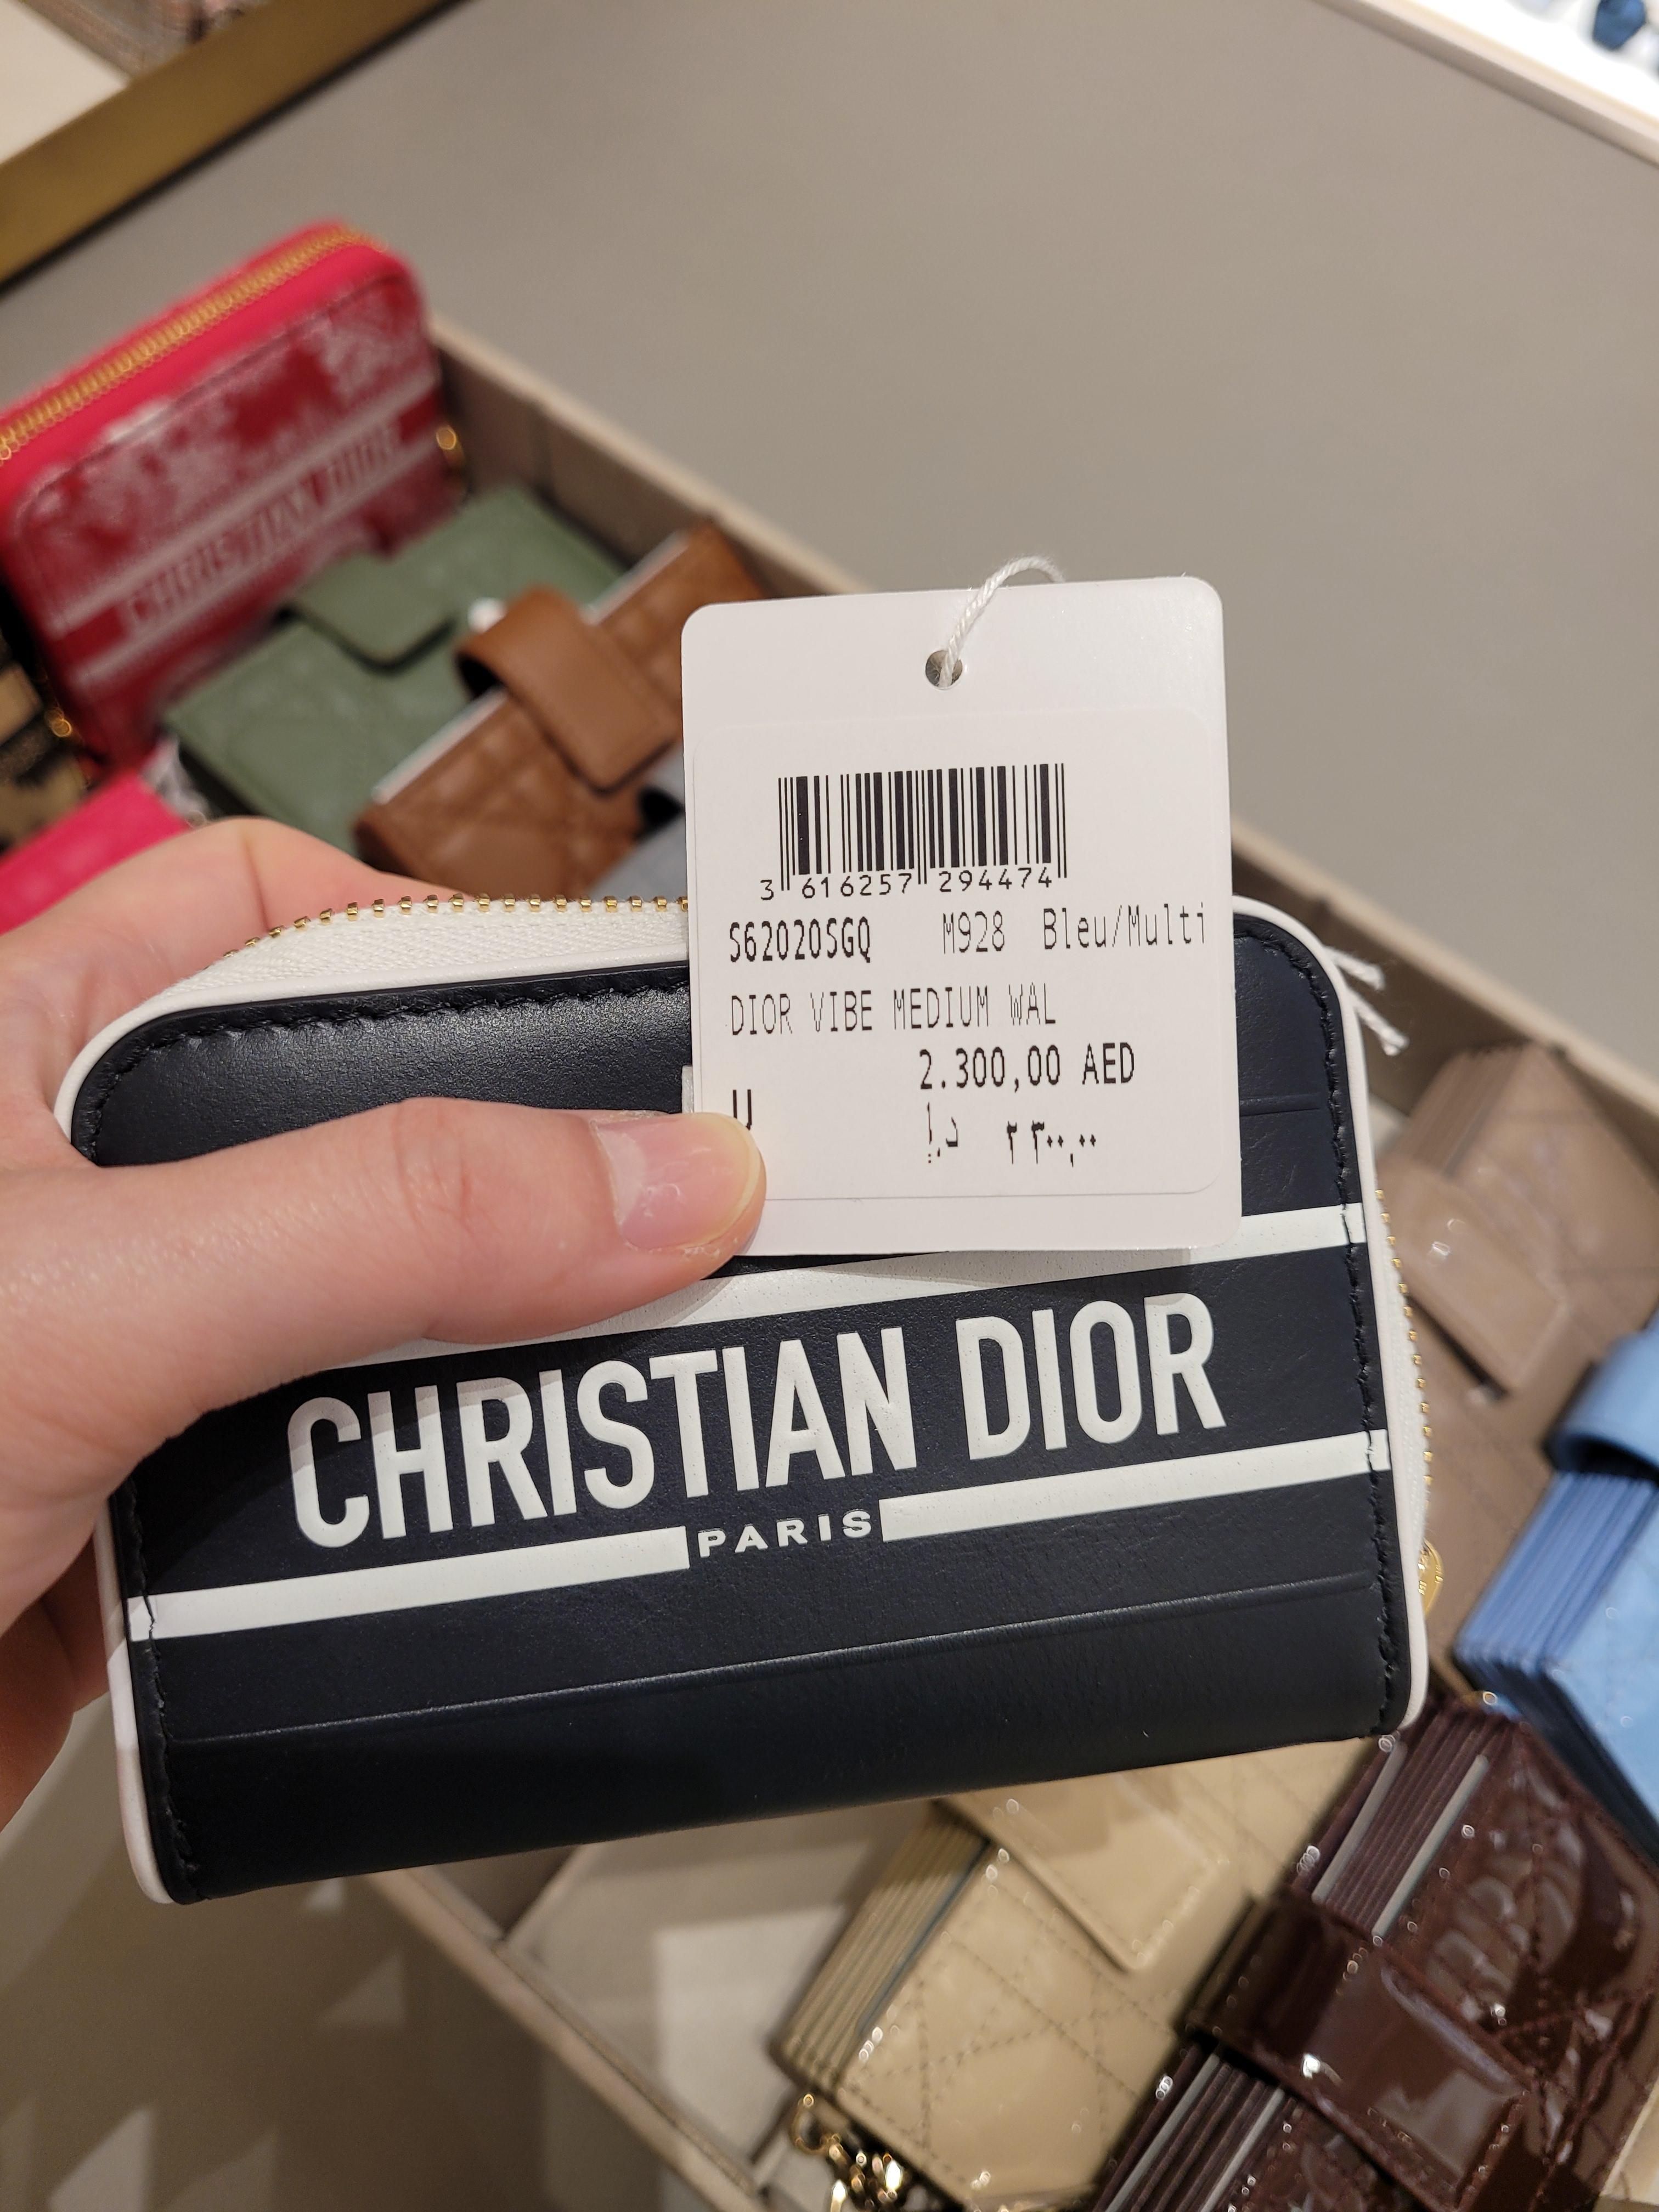 CHRISTIAN DIOR
3 616257 294474
S62020SGQ M928 Bleu/Multi
DIOR VIBE MEDIUM WAL
2.300,00 AED
U
د.إ. ٢٣٠٠,٠٠
CHRISTIAN DIOR
PARIS